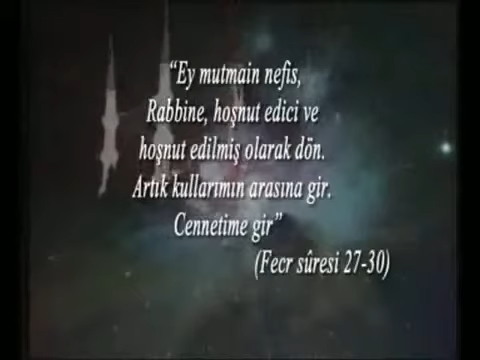 “Ey mutmain nefis,
Rabbine, hoşnut edici ve
hoşnut edilmiş olarak dön.
Artık kullarımın arasına gir.
Cennetime gir”
(Fecr sûresi 27-30)